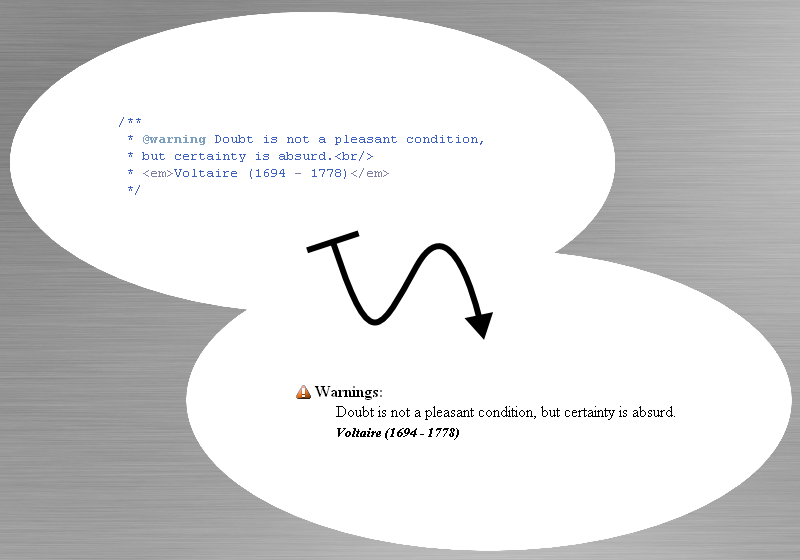 /**
* @warning Doubt is not a pleasant condition,
* but certainty is absurd.<br/>
* <em>Voltaire (1694 - 1778)</em>
*/
Warnings:
Doubt is not a pleasant condition, but certainty is absurd.
Voltaire (1694 - 1778)